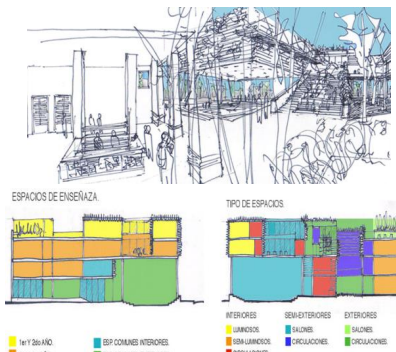 ESPACIOS DE ENSEÑAZA.
TIPO DE ESPACIOS.
1er Y 2do AÑO.
ESP. COMUNES INTERIORES.
INTERIORES
LUMINOSOS.
SEMI-LUMINOSOS.
SEMI-EXTERIORES
SALONES.
CIRCULACIONES.
EXTERIORES
SALONES.
CIRCULACIONES.